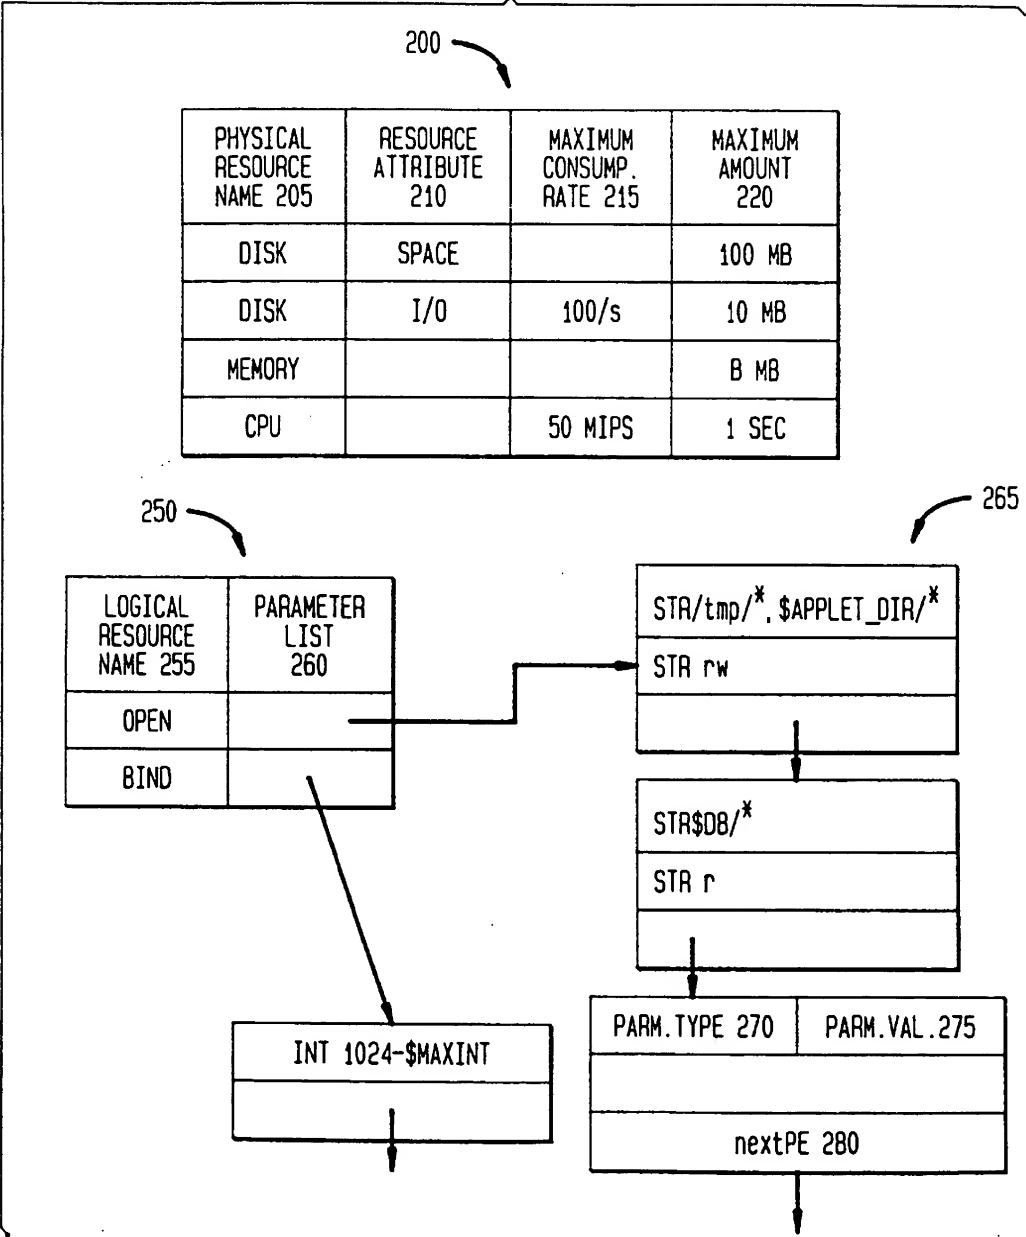 200
PHYSICAL RESOURCE NAME 205
RESOURCE ATTRIBUTE 210
MAXIMUM CONSUMP. RATE 215
MAXIMUM AMOUNT 220
DISK SPACE 100 MB
DISK I/O 100/s 10 MB
MEMORY 8 MB
CPU 50 MIPS 1 SEC
250
265
LOGICAL RESOURCE NAME 255
PARAMETER LIST 260
OPEN
BIND
STR/tmp/*, $APPLET_DIR/*
STR rw
STR$DB/*
STR r
INT 1024-$MAXINT
PARM.TYPE 270
PARM.VAL.275
nextPE 280